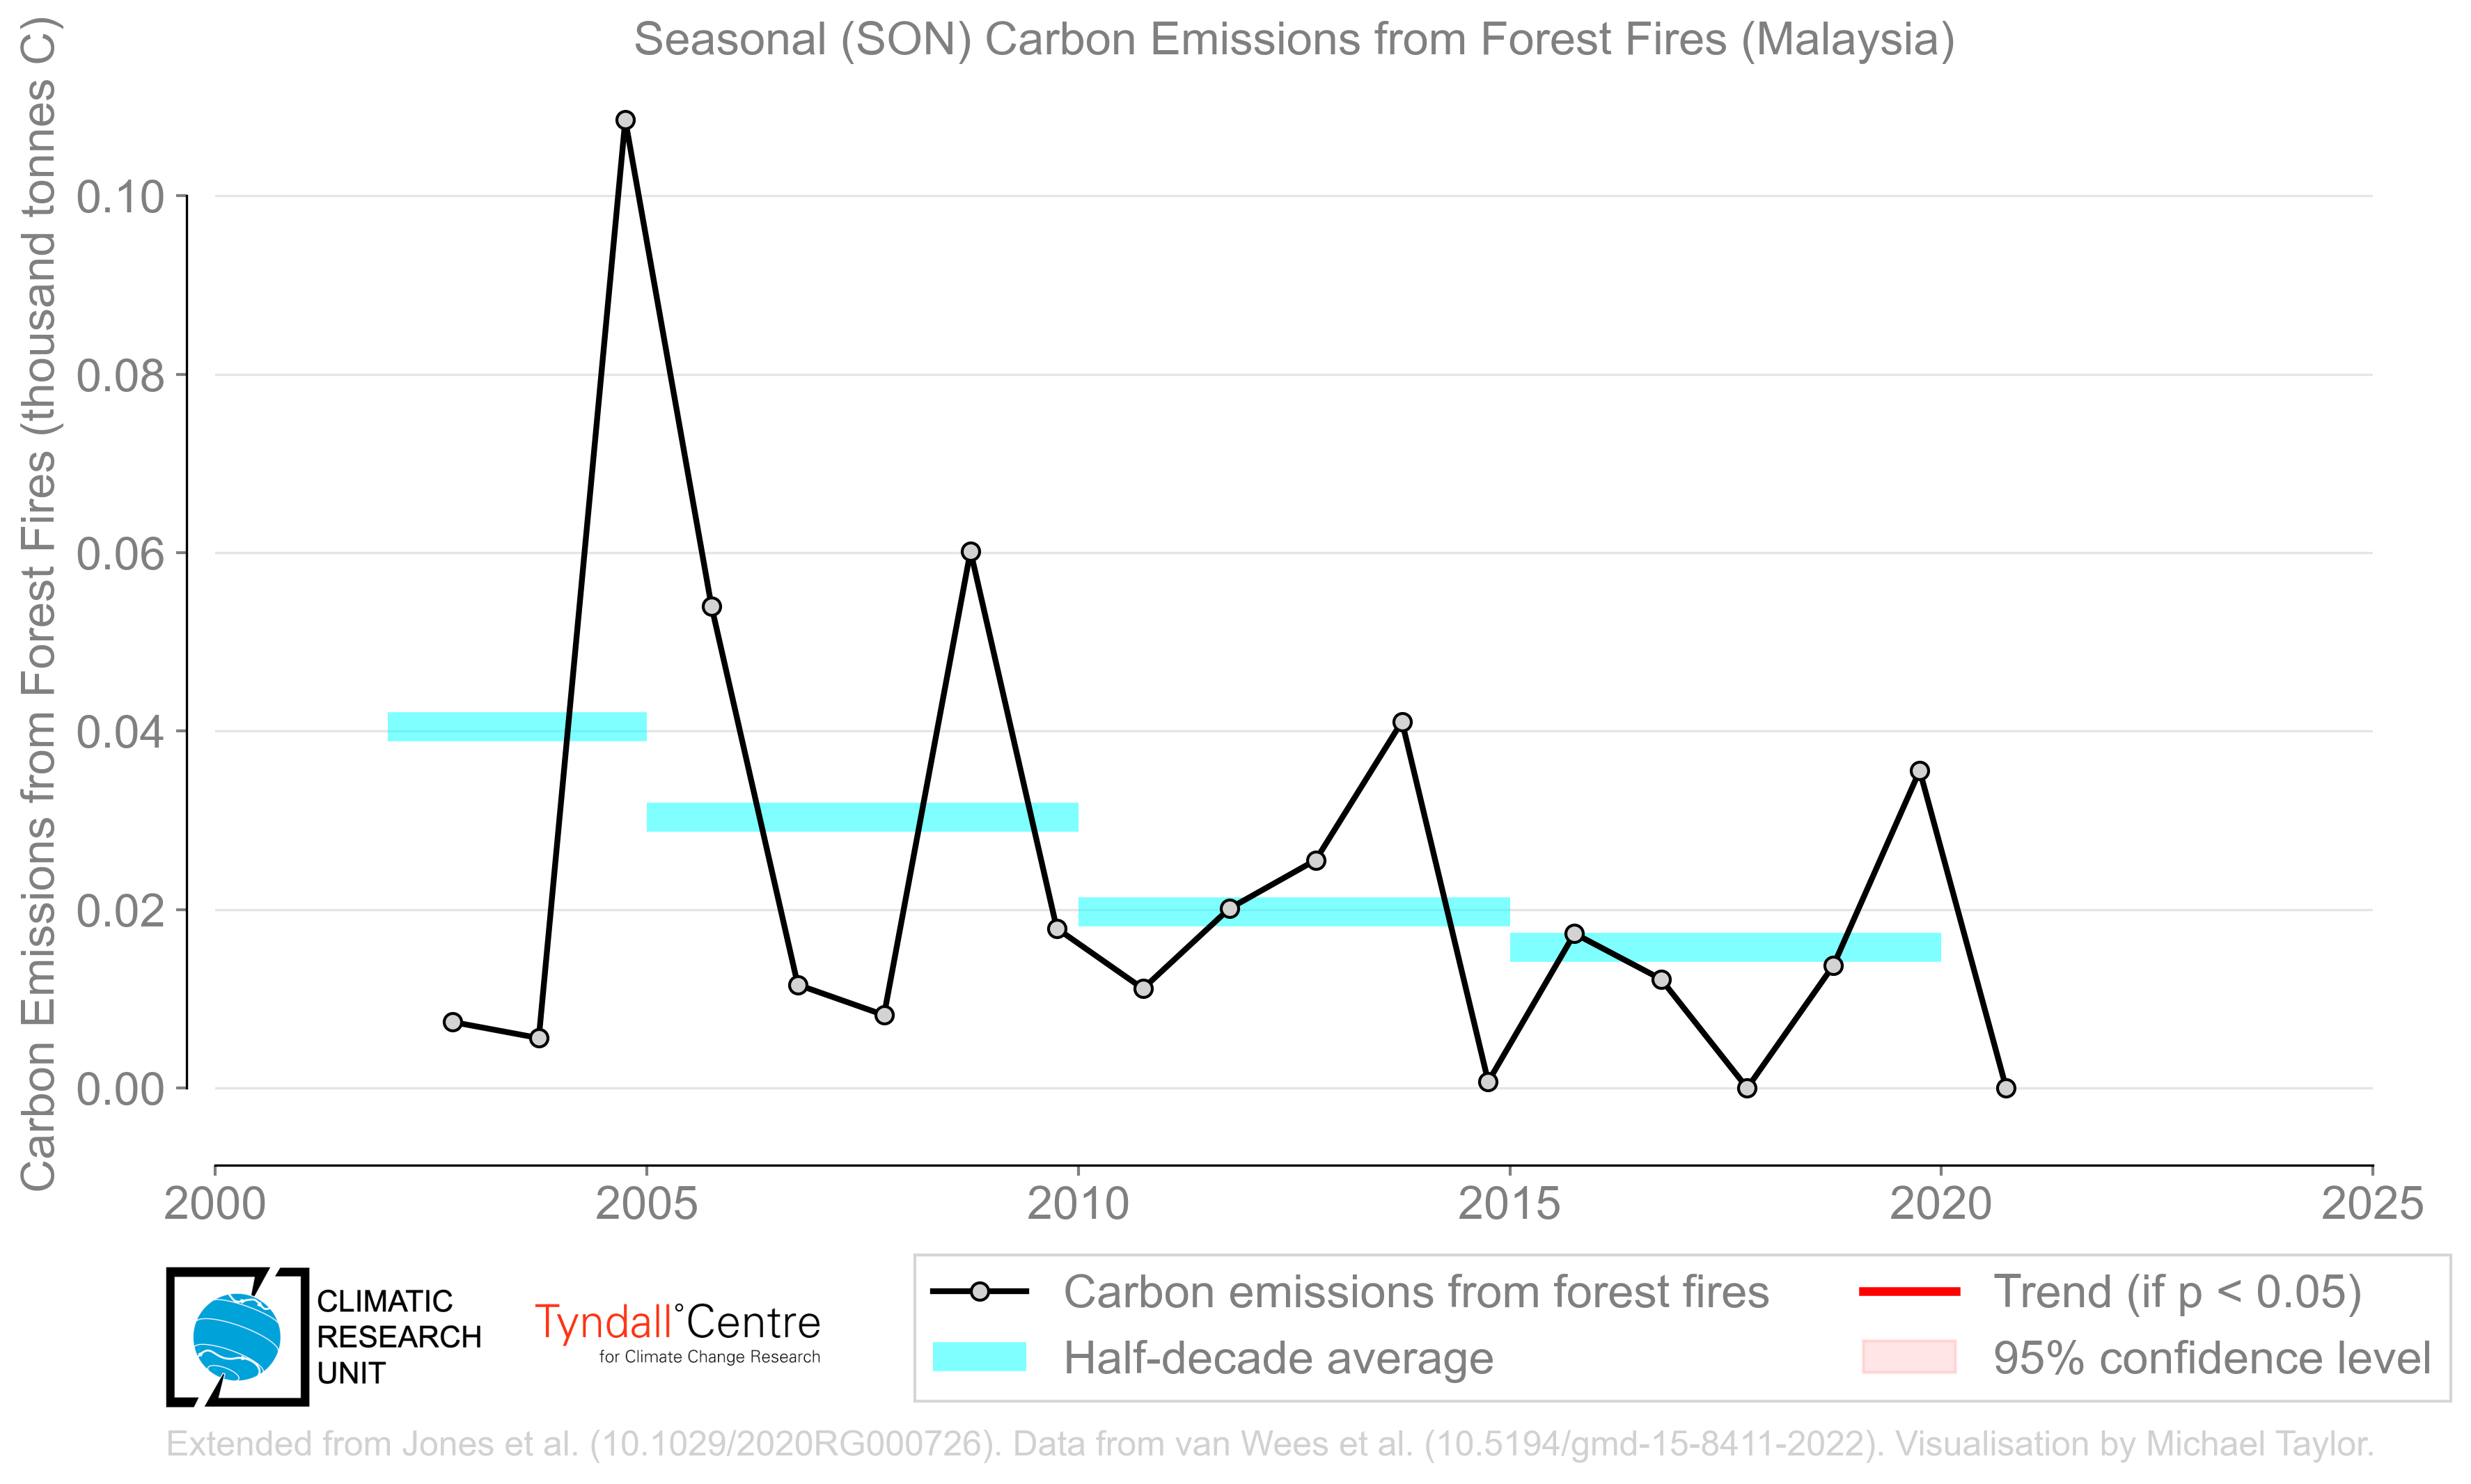 Seasonal (SON) Carbon Emissions from Forest Fires (Malaysia)
Carbon Emissions from Forest Fires (thousand tonnes C)
0.10
0.08
0.06
0.04
0.02
0.00
2000 2005 2010 2015 2020 2025
CLIMATIC
RESEARCH
UNIT
Tyndall°Centre
for Climate Change Research
Carbon emissions from forest fires
Half-decade average
Trend (if p < 0.05)
95% confidence level
Extended from Jones et al. (10.1029/2020RG000726). Data from van Wees et al. (10.5194/gmd-15-8411-2022). Visualisation by Michael Taylor.